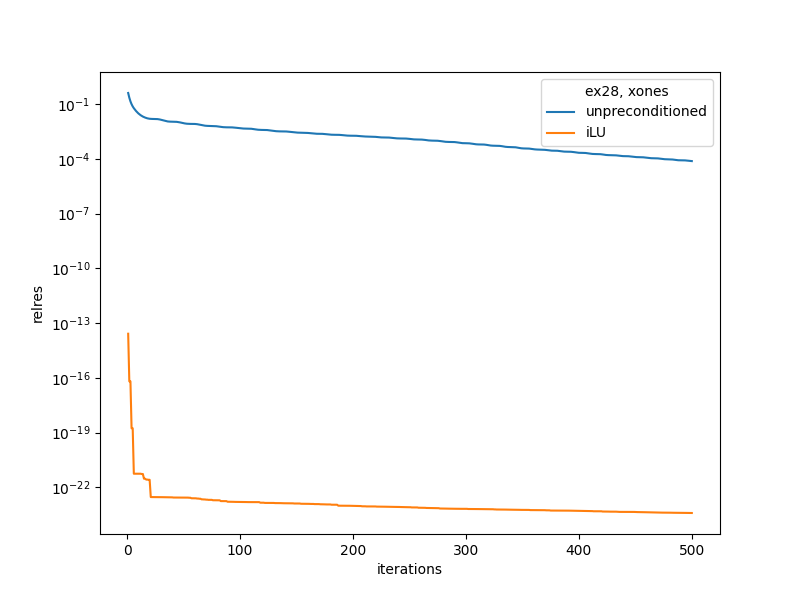 ex28, xones
unpreconditioned
iLU
10⁻¹
10⁻⁴
10⁻⁷
10⁻¹⁰
10⁻¹³
10⁻¹⁶
10⁻¹⁹
10⁻²²
relres
0 100 200 300 400 500
iterations